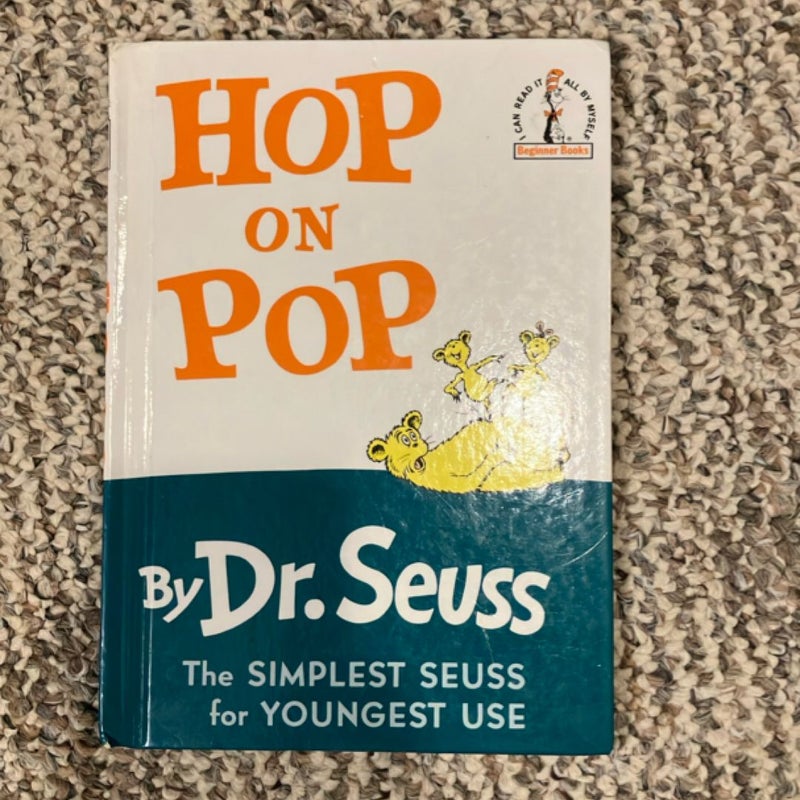 HOP
ON
POP
I CAN READ IT ALL BY MYSELF
Beginner Books
By Dr. Seuss
The SIMPLEST SEUSS
for YOUNGEST USE